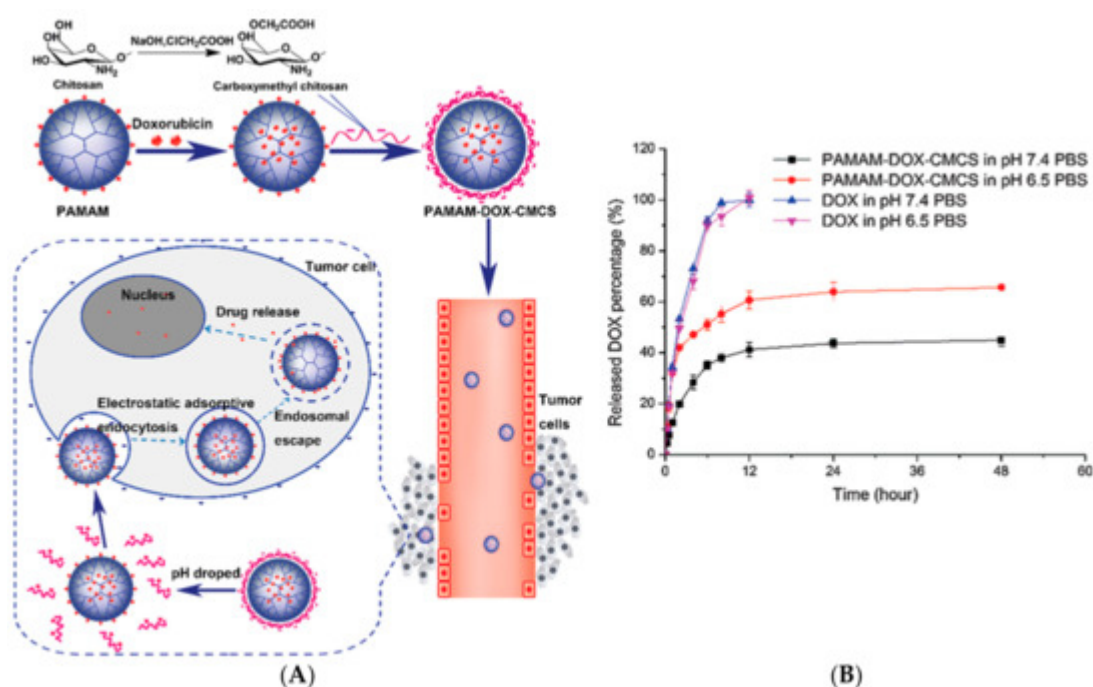 OH
OH
HO
O
O
NH2
Chitosan
NaOH,ClCH2COOH
OCH2COOH
OH
HO
O
O
NH2
Carboxymethyl chitosan
Doxorubicin
PAMAM
PAMAM-DOX-CMCS
Tumor cell
Nucleus
Drug release
Electrostatic adsorptive
endocytosis
Endosomal
escape
Tumor
cells
pH droped
(A)
PAMAM-DOX-CMCS in pH 7.4 PBS
PAMAM-DOX-CMCS in pH 6.5 PBS
DOX in pH 7.4 PBS
DOX in pH 6.5 PBS
Released DOX percentage (%)
120
100
80
60
40
20
0
0
12
24
36
48
60
Time (hour)
(B)